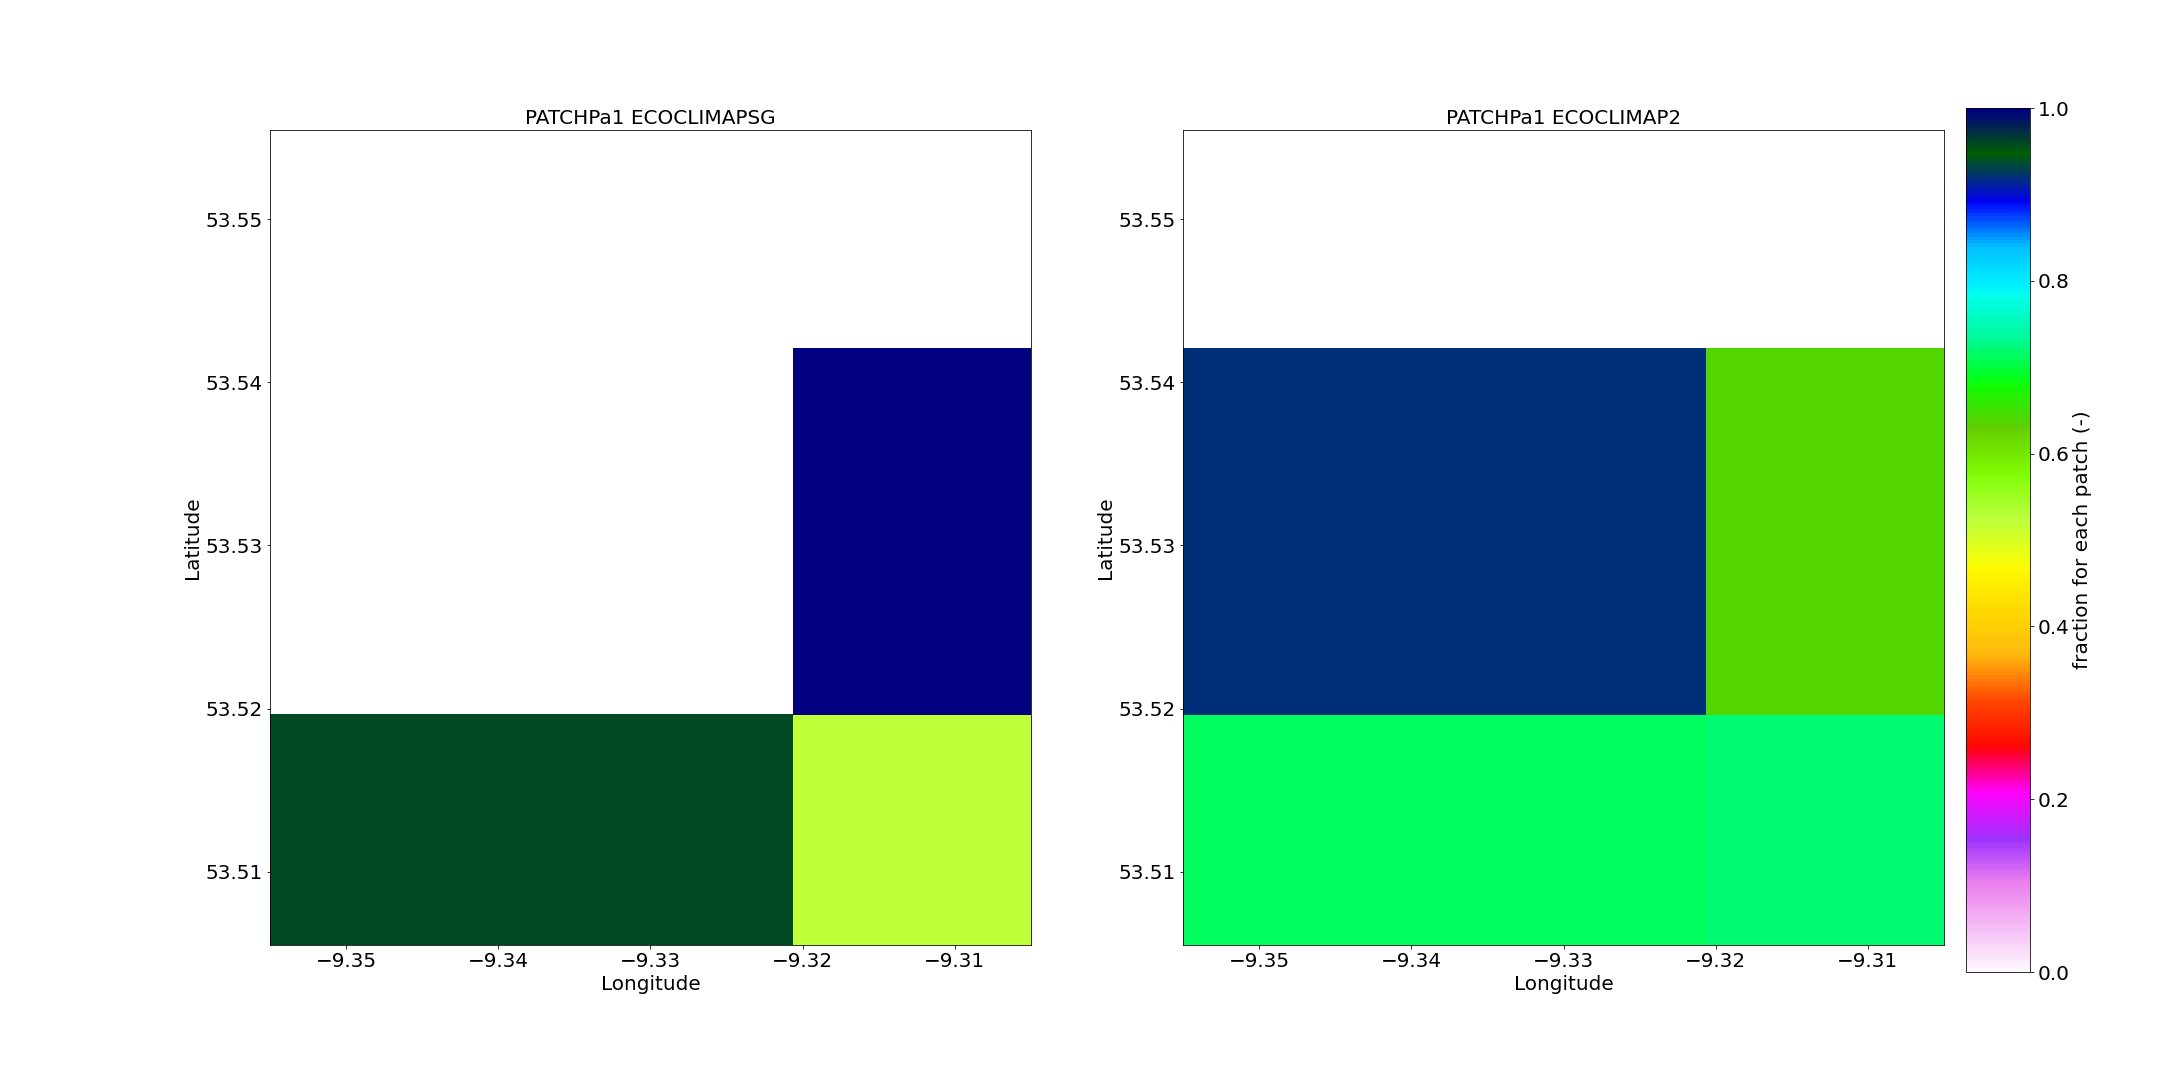 PATCHPa1 ECOCLIMAPSG
53.55
53.54
53.53
53.52
53.51
Latitude
−9.35 −9.34 −9.33 −9.32 −9.31
Longitude
PATCHPa1 ECOCLIMAP2
53.55
53.54
53.53
53.52
53.51
Latitude
−9.35 −9.34 −9.33 −9.32 −9.31
Longitude
1.0
0.8
0.6
0.4
0.2
0.0
fraction for each patch (-)